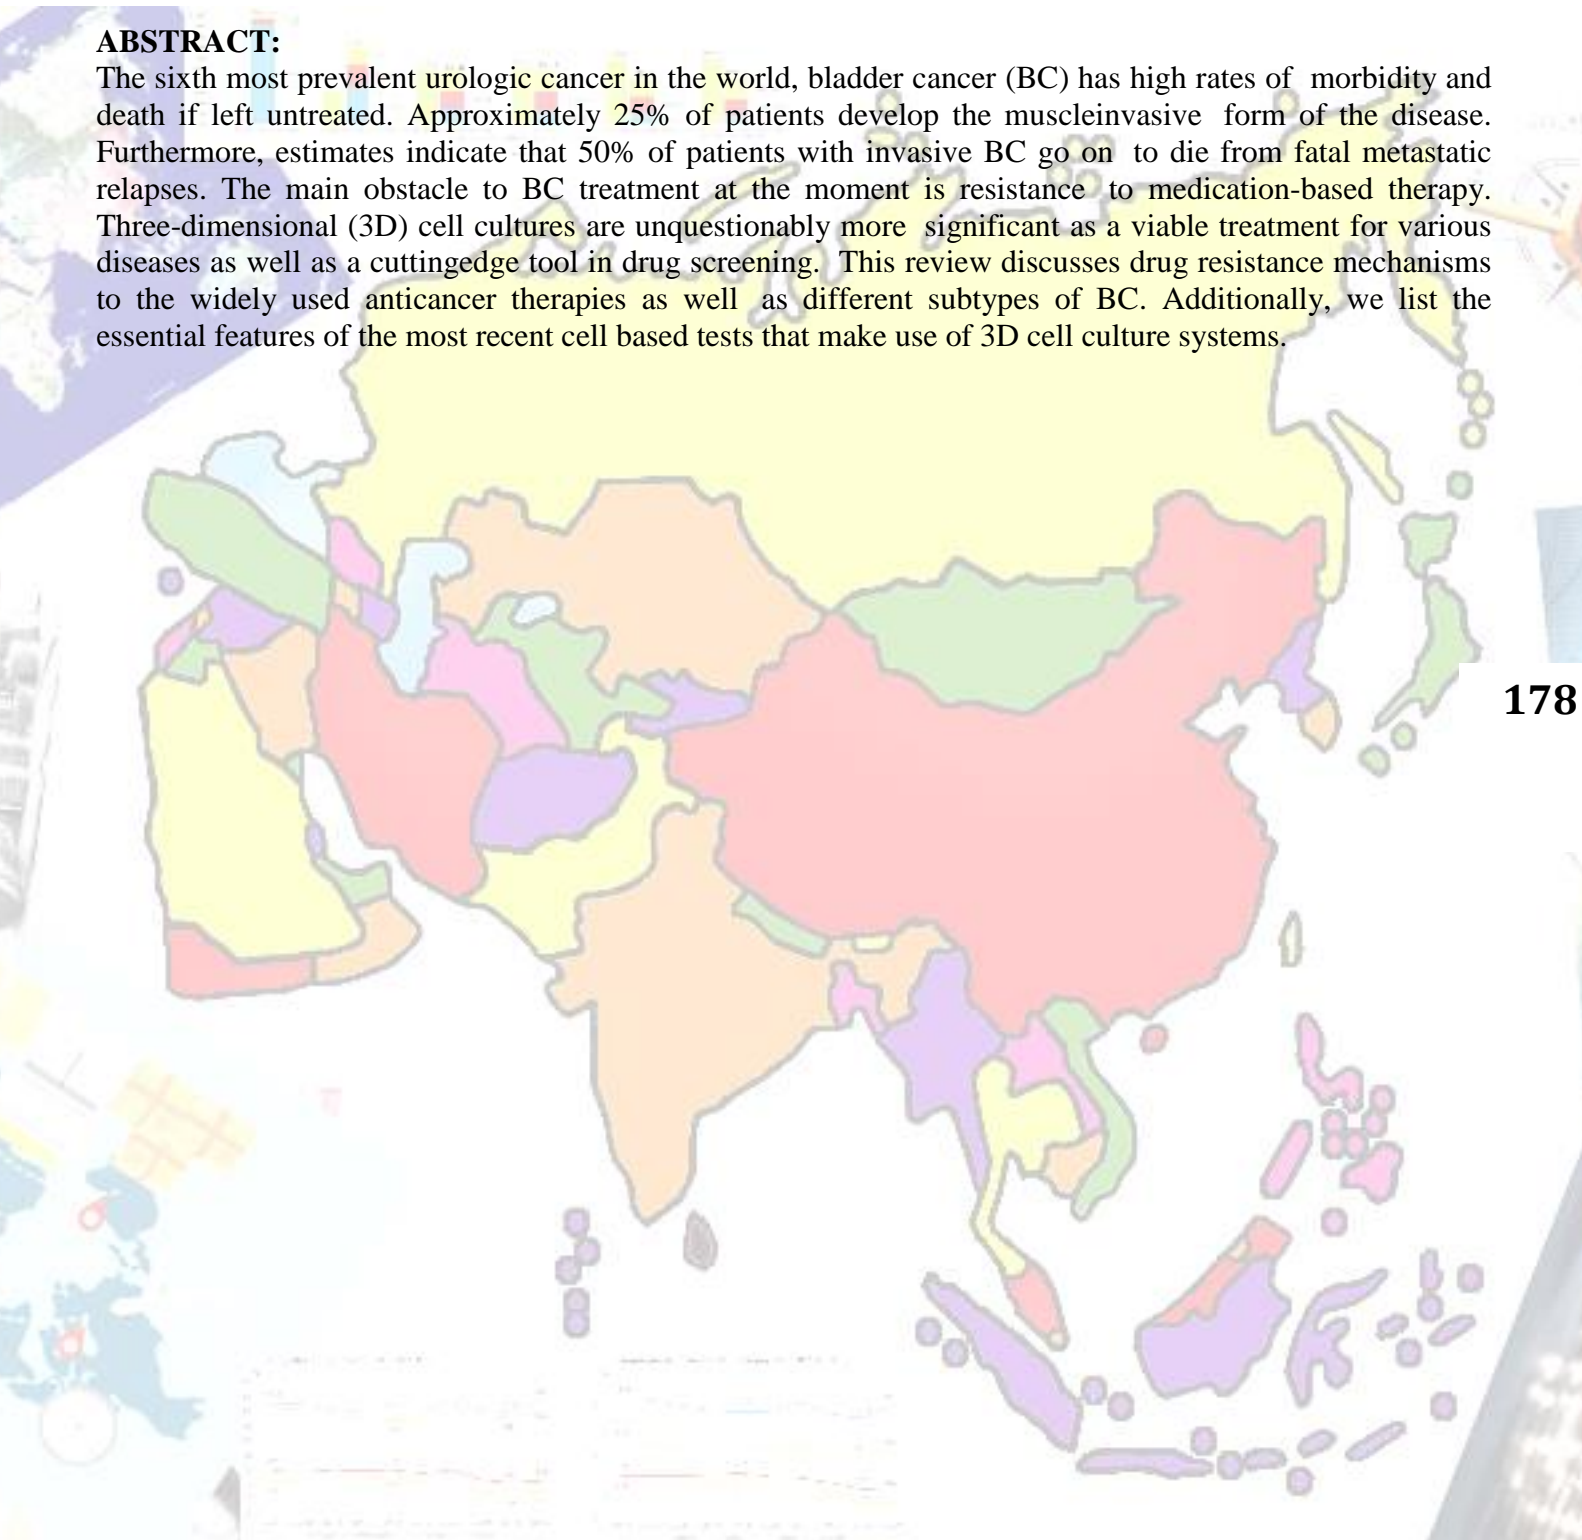 ABSTRACT:
The sixth most prevalent urologic cancer in the world, bladder cancer (BC) has high rates of morbidity and
death if left untreated. Approximately 25% of patients develop the muscleinvasive form of the disease.
Furthermore, estimates indicate that 50% of patients with invasive BC go on to die from fatal metastatic
relapses. The main obstacle to BC treatment at the moment is resistance to medication-based therapy.
Three-dimensional (3D) cell cultures are unquestionably more significant as a viable treatment for various
diseases as well as a cuttingedge tool in drug screening. This review discusses drug resistance mechanisms
to the widely used anticancer therapies as well as different subtypes of BC. Additionally, we list the
essential features of the most recent cell based tests that make use of 3D cell culture systems.
178